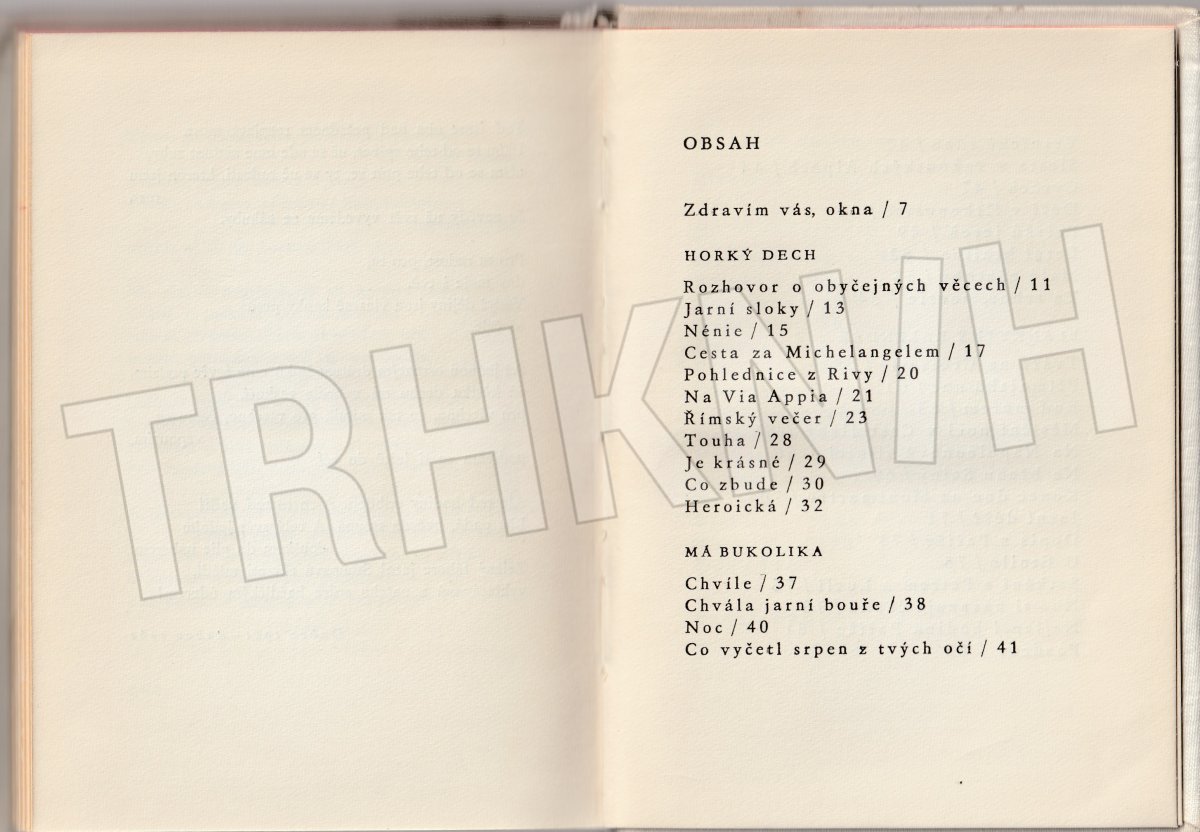 OBSAH
Zdravím vás, okna / 7
HORKÝ DECH
Rozhovor o obyčejných věcech / 11
Jarní sloky / 13
Nénie / 15
Cesta za Michelangelem / 17
Pohlednice z Rivy / 20
Na Via Appia / 21
Římský večer / 23
Touha / 28
Je krásné / 29
Co zbude / 30
Heroická / 32
MÁ BUKOLIKA
Chvíle / 37
Chvála jarní bouře / 38
Noc / 40
Co vyčetl srpen z tvých očí / 41
TRHKNIH